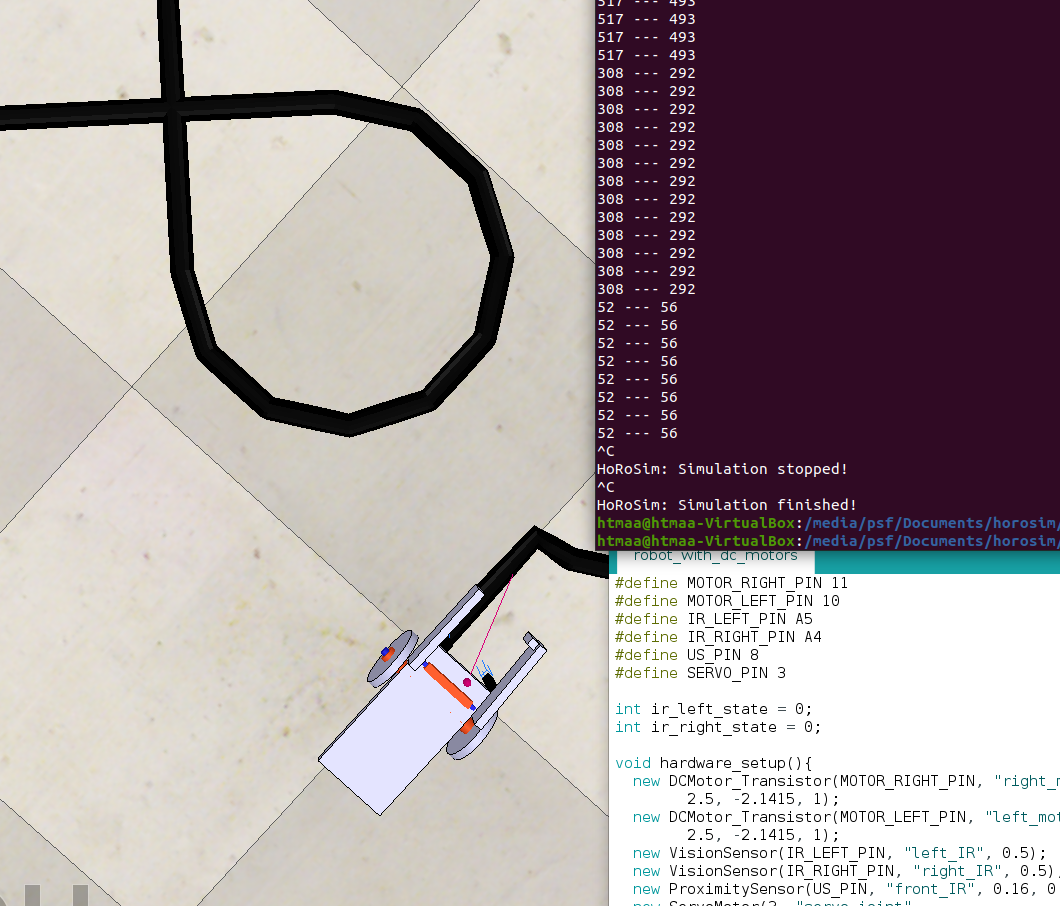 517 --- 493
517 --- 493
517 --- 493
517 --- 493
308 --- 292
308 --- 292
308 --- 292
308 --- 292
308 --- 292
308 --- 292
308 --- 292
308 --- 292
308 --- 292
308 --- 292
308 --- 292
308 --- 292
308 --- 292
52 --- 56
52 --- 56
52 --- 56
52 --- 56
52 --- 56
52 --- 56
52 --- 56
52 --- 56
^C
HoRoSim: Simulation stopped!
^C
HoRoSim: Simulation finished!
htmaa@htmaa-VirtualBox:/media/psf/Documents/horosim/
htmaa@htmaa-VirtualBox:/media/psf/Documents/horosim/
robot_with_dc_motors
#define MOTOR_RIGHT_PIN 11
#define MOTOR_LEFT_PIN 10
#define IR_LEFT_PIN A5
#define IR_RIGHT_PIN A4
#define US_PIN 8
#define SERVO_PIN 3
int ir_left_state = 0;
int ir_right_state = 0;
void hardware_setup(){
new DCMotor_Transistor(MOTOR_RIGHT_PIN, "right_m
2.5, -2.1415, 1);
new DCMotor_Transistor(MOTOR_LEFT_PIN, "left_mot
2.5, -2.1415, 1);
new VisionSensor(IR_LEFT_PIN, "left_IR", 0.5);
new VisionSensor(IR_RIGHT_PIN, "right_IR", 0.5)
new ProximitySensor(US_PIN, "front_IR", 0.16, 0
new ServoMotor(3, "servo_joint"